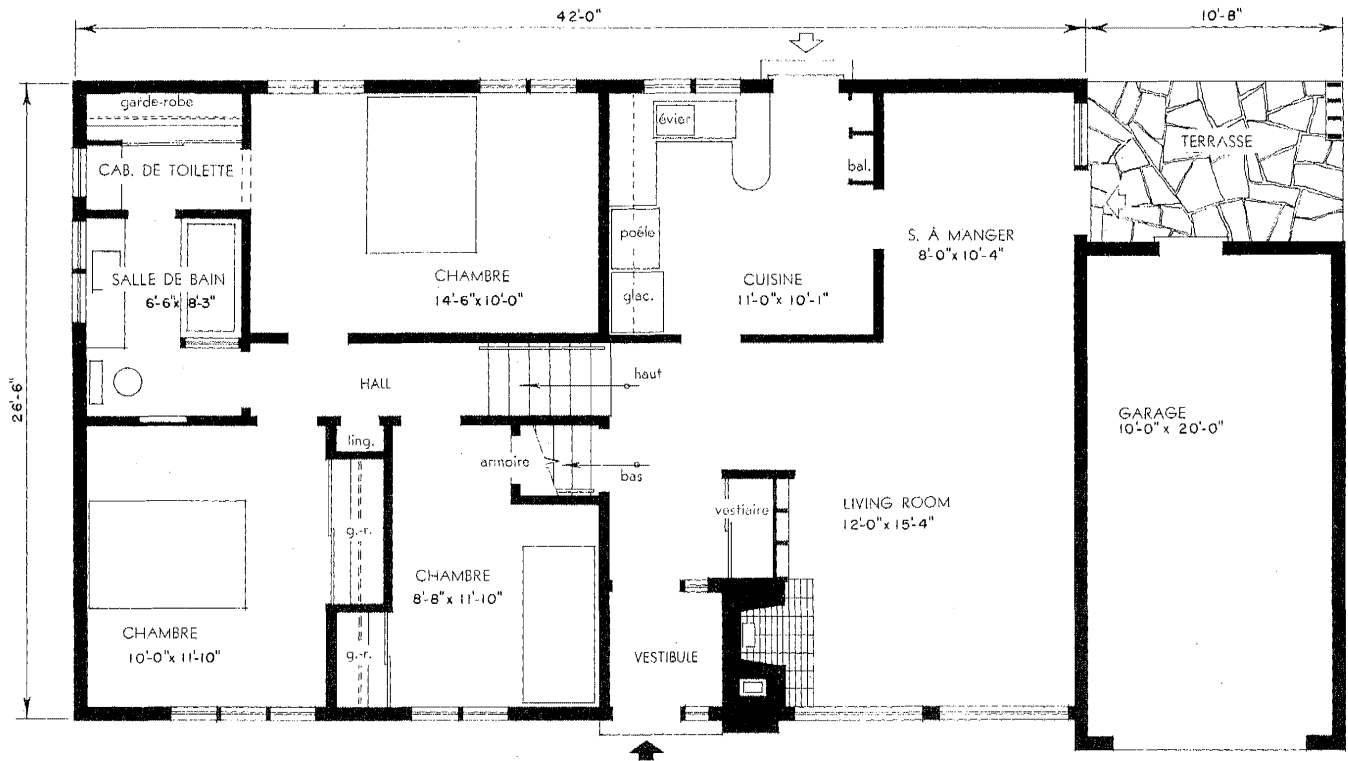 42'-0"
10'-8"
garde-robe
évier
TERRASSE
CAB. DE TOILETTE
bal.
poêle
S. À MANGER
8'-0"x 10'-4"
SALLE DE BAIN
6'-6"x 8'-3"
CHAMBRE
14'-6"x 10'-0"
CUISINE
11'-0"x 10'-1"
glac.
26'-6"
HALL
haut
GARAGE
10'-0"x 20'-0"
ling.
armoire
bas
vestiaire
LIVING ROOM
12'-0"x 15'-4"
g.-r.
CHAMBRE
8'-8"x 11'-10"
CHAMBRE
10'-0"x 11'-10"
g.-r.
VESTIBULE